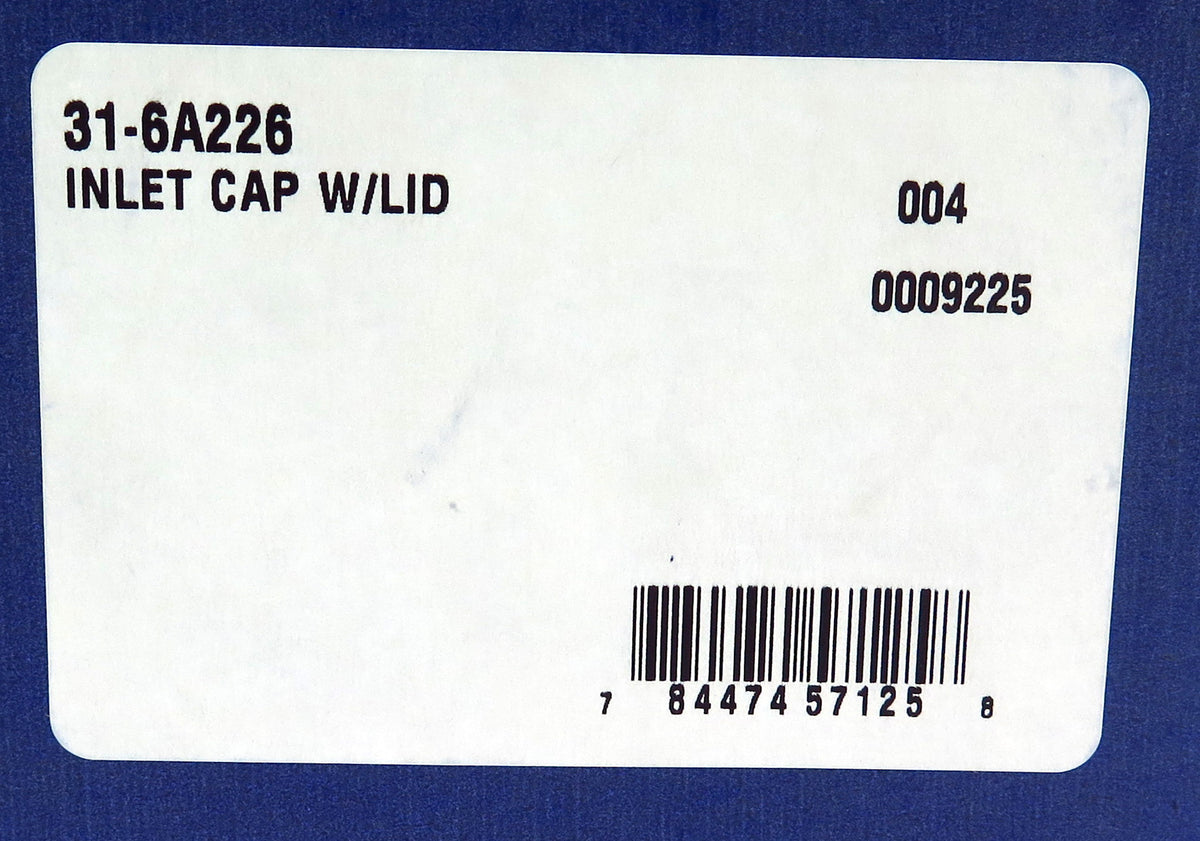 31-6A226
INLET CAP W/LID
004
0009225
7 84474 57125 8